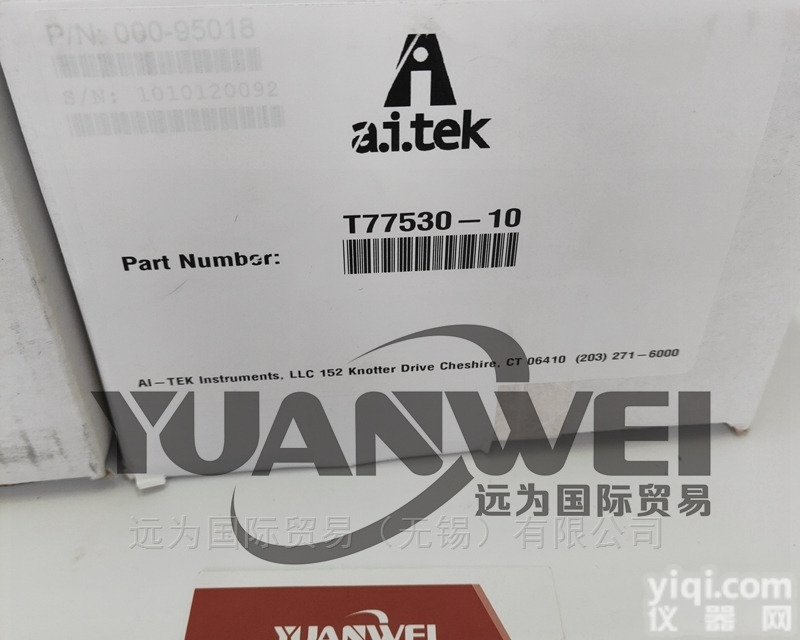 P/N: 000-95018
S/N: 1010120092
a.i.tek
T77530-10
Part Number:
AI-TEK Instruments, LLC 152 Knotter Drive Cheshire, CT 06410 (203) 271-6000
YUANWEI
远为国际贸易
远为国际贸易（无锡）有限公司
YUANWEI
yiqi.com
仪器网